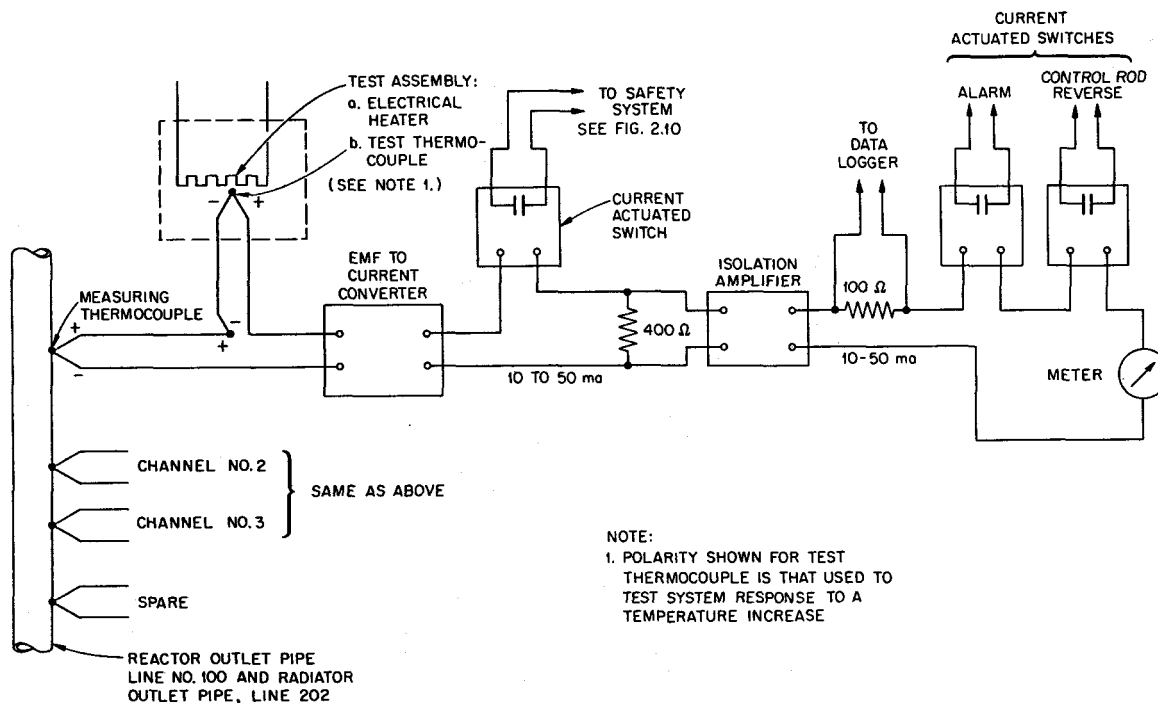 CURRENT
ACTUATED SWITCHES
TEST ASSEMBLY:
a. ELECTRICAL
HEATER
b. TEST THERMO-
COUPLE
(SEE NOTE 1.)
TO SAFETY
SYSTEM
SEE FIG. 2.10
ALARM
CONTROL ROD
REVERSE
TO
DATA
LOGGER
- +
CURRENT
ACTUATED
SWITCH
EMF TO
CURRENT
CONVERTER
ISOLATION
AMPLIFIER
100 Ω
MEASURING
THERMOCOUPLE
+
-
-
+
400 Ω
10 TO 50 ma
10-50 ma
METER
CHANNEL NO. 2
CHANNEL NO. 3
SAME AS ABOVE
SPARE
NOTE:
1. POLARITY SHOWN FOR TEST
THERMOCOUPLE IS THAT USED TO
TEST SYSTEM RESPONSE TO A
TEMPERATURE INCREASE
REACTOR OUTLET PIPE
LINE NO. 100 AND RADIATOR
OUTLET PIPE, LINE 202